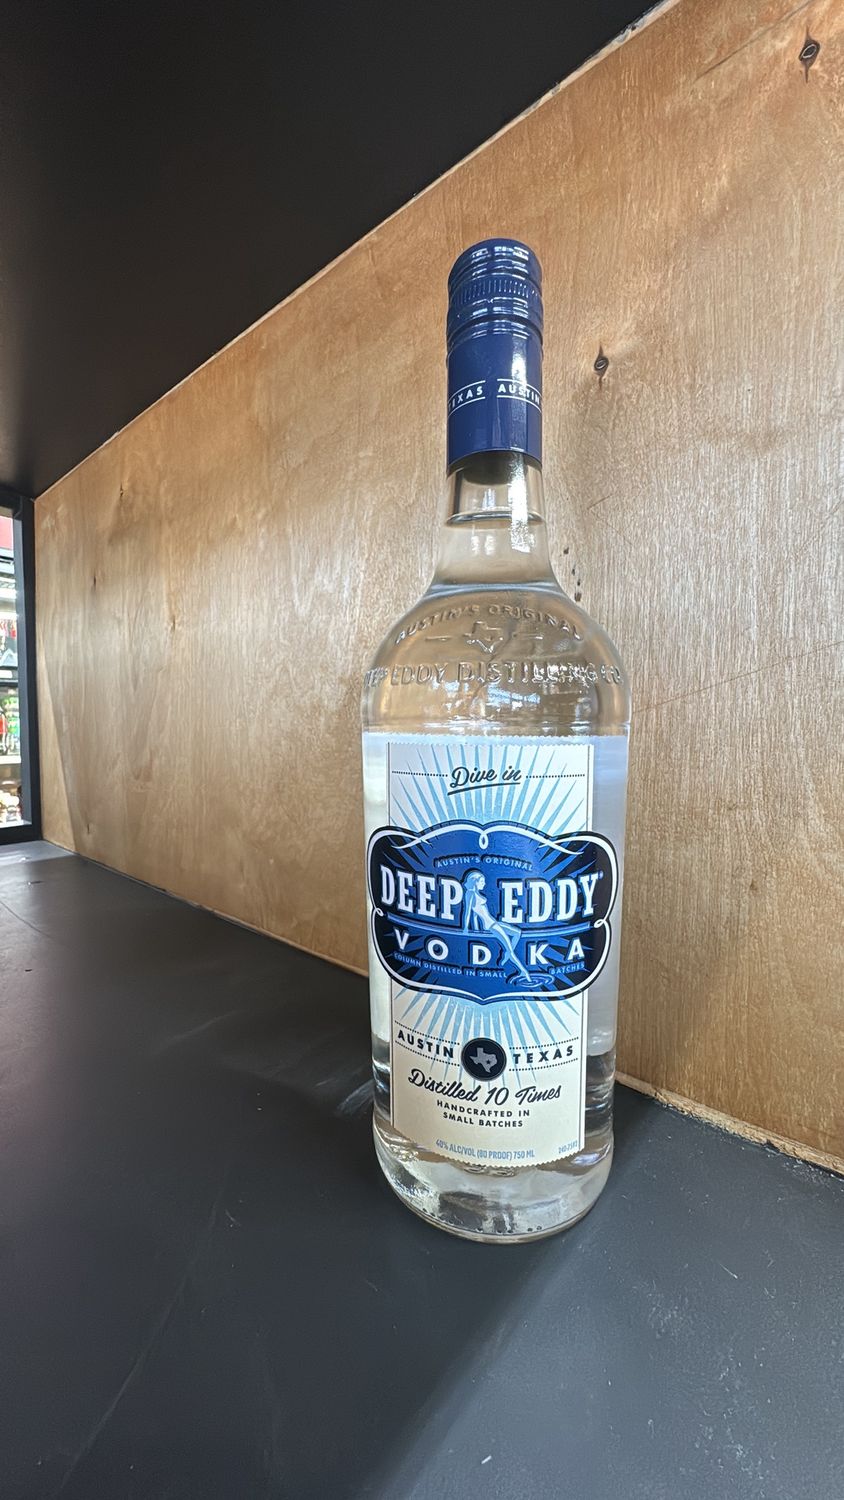 EXAS AUSTIN
AUSTIN'S ORIGINAL
DEEP EDDY DISTILLING CO
Dive in
AUSTIN'S ORIGINAL
DEEP EDDY
VODKA
COLUMN DISTILLED IN SMALL BATCHES
AUSTIN TEXAS
Distilled 10 Times
HANDCRAFTED IN
SMALL BATCHES
40% ALC/VOL (80 PROOF) 750 ML